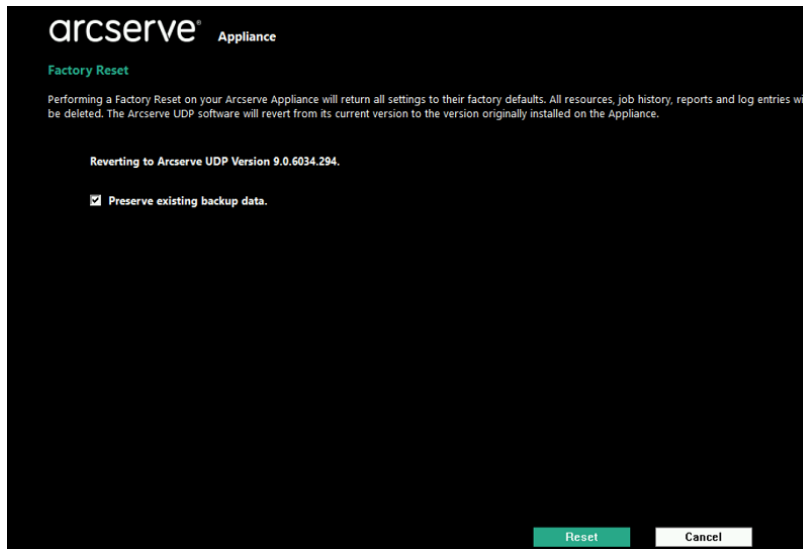 arcserve® Appliance
Factory Reset
Performing a Factory Reset on your Arcserve Appliance will return all settings to their factory defaults. All resources, job history, reports and log entries wi
be deleted. The Arcserve UDP software will revert from its current version to the version originally installed on the Appliance.
Reverting to Arcserve UDP Version 9.0.6034.294.
Preserve existing backup data.
Reset Cancel